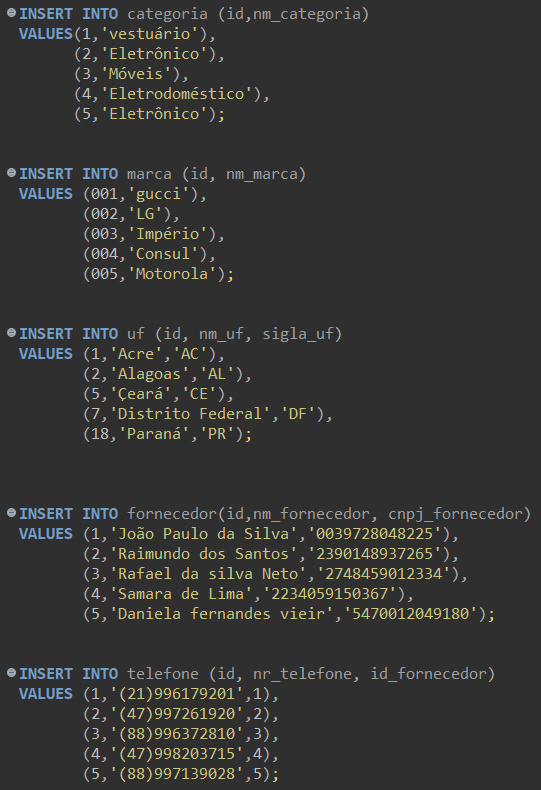 INSERT INTO categoria (id,nm_categoria)
VALUES(1,'vestuário'),
(2,'Eletrônico'),
(3,'Móveis'),
(4,'Eletrodoméstico'),
(5,'Eletrônico');
INSERT INTO marca (id, nm_marca)
VALUES (001,'gucci'),
(002,'LG'),
(003,'Império'),
(004,'Consul'),
(005,'Motorola');
INSERT INTO uf (id, nm_uf, sigla_uf)
VALUES (1,'Acre','AC'),
(2,'Alagoas','AL'),
(5,'Çeará','CE'),
(7,'Distrito Federal','DF'),
(18,'Paraná','PR');
INSERT INTO fornecedor(id,nm_fornecedor, cnpj_fornecedor)
VALUES (1,'João Paulo da Silva','0039728048225'),
(2,'Raimundo dos Santos','2390148937265'),
(3,'Rafael da silva Neto','2748459012334'),
(4,'Samara de Lima','2234059150367'),
(5,'Daniela fernandes vieir','5470012049180');
INSERT INTO telefone (id, nr_telefone, id_fornecedor)
VALUES (1,'(21)996179201',1),
(2,'(47)997261920',2),
(3,'(88)996372810',3),
(4,'(47)998203715',4),
(5,'(88)997139028',5);